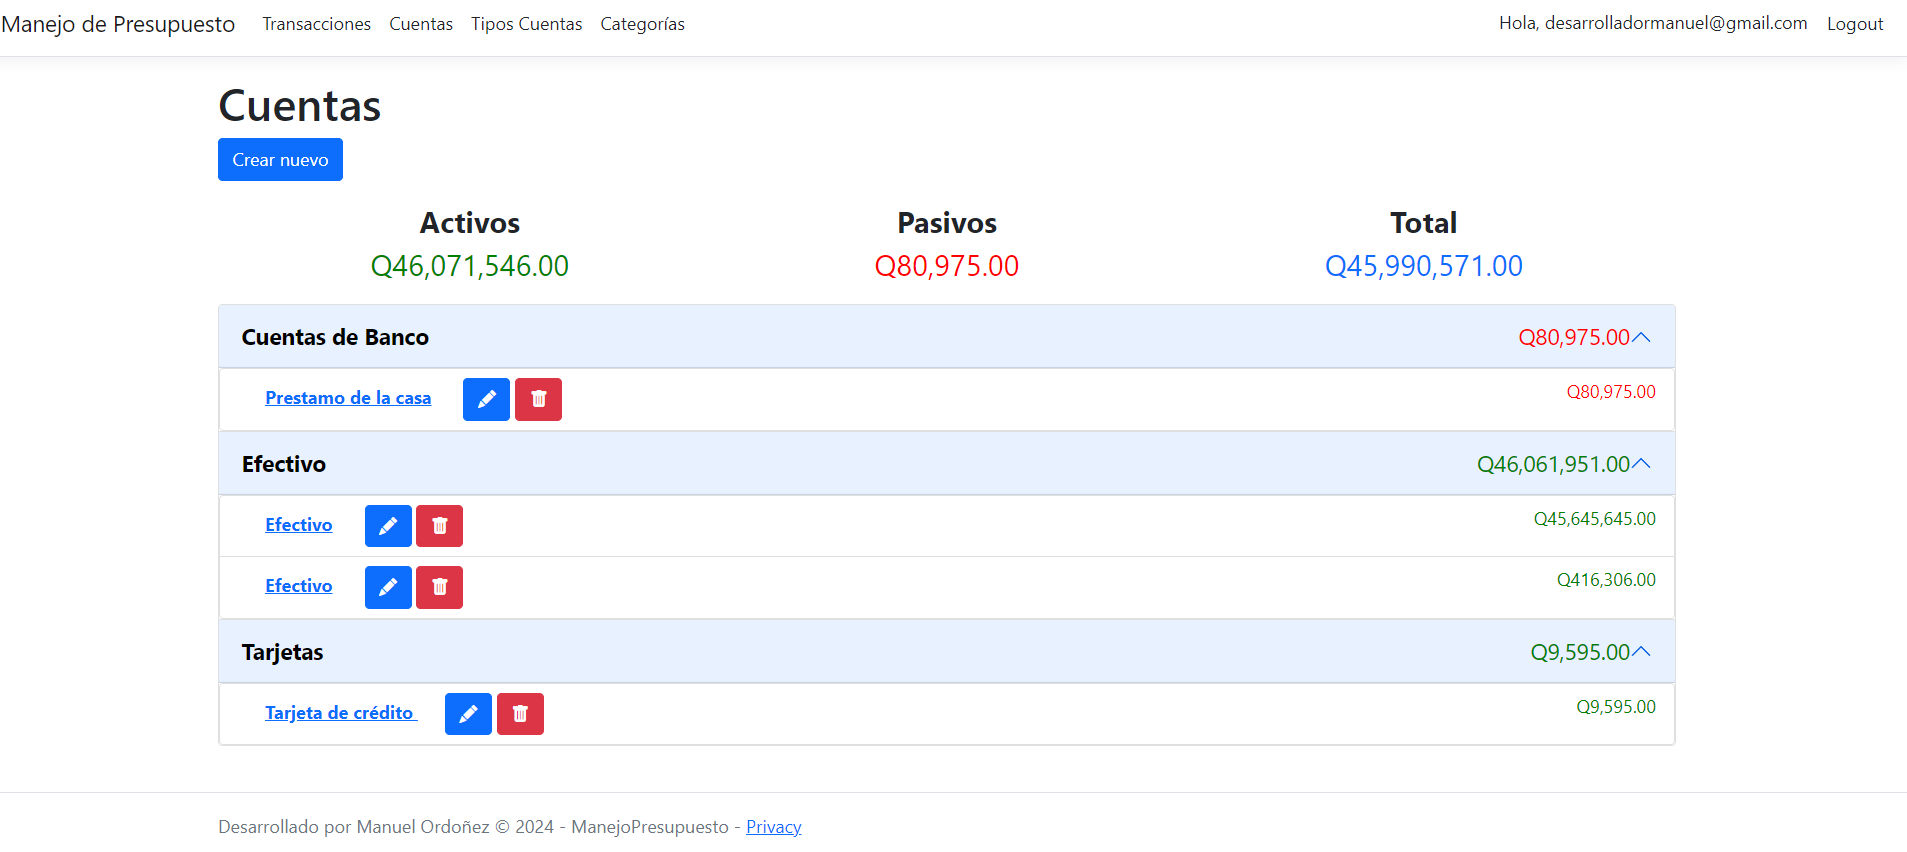 Manejo de Presupuesto Transacciones Cuentas Tipos Cuentas Categorías Hola, desarrolladormanuel@gmail.com Logout
Cuentas
Crear nuevo
Activos Pasivos Total
Q46,071,546.00 Q80,975.00 Q45,990,571.00
Cuentas de Banco Q80,975.00
Prestamo de la casa Q80,975.00
Efectivo Q46,061,951.00
Efectivo Q45,645,645.00
Efectivo Q416,306.00
Tarjetas Q9,595.00
Tarjeta de crédito Q9,595.00
Desarrollado por Manuel Ordoñez © 2024 - ManejoPresupuesto - Privacy